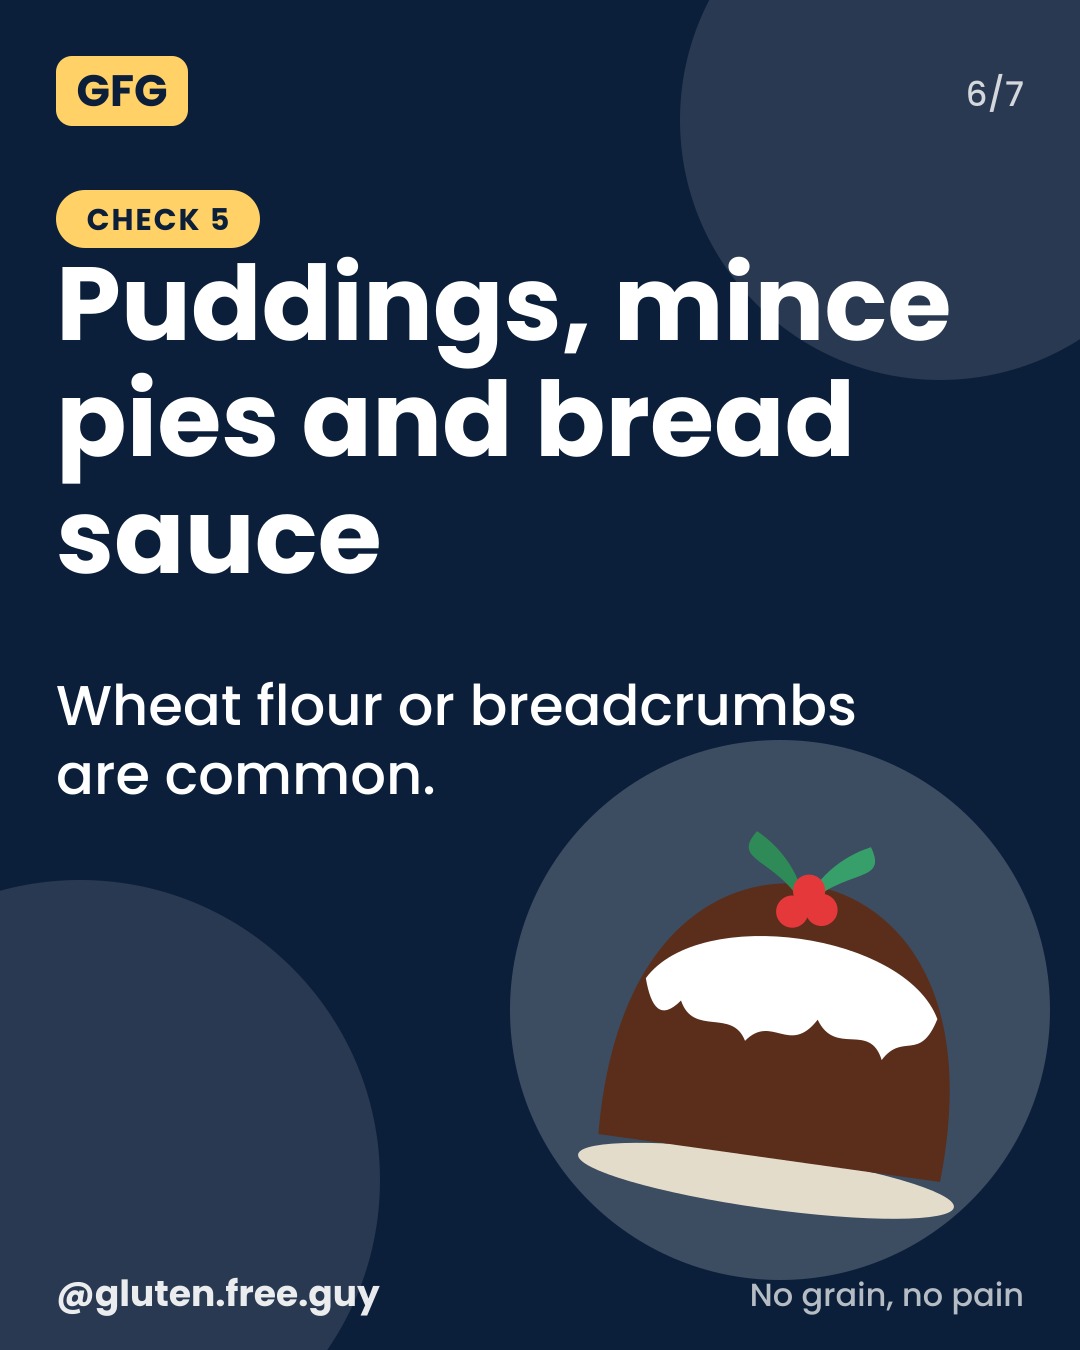 GFG
6/7
CHECK 5
Puddings, mince
pies and bread
sauce
Wheat flour or breadcrumbs
are common.
@gluten.free.guy
No grain, no pain